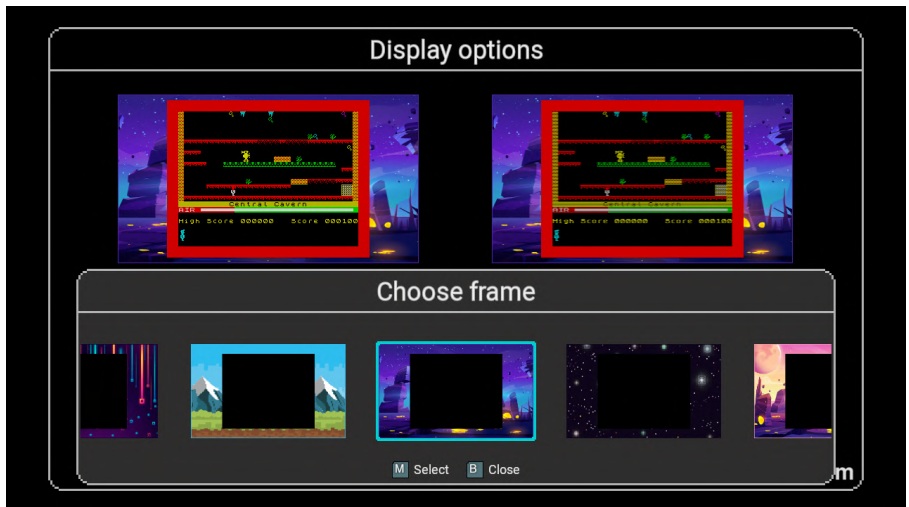 Display options
Central Cavern
AIR
High Score 000000 Score 000100
Central Cavern
AIR
High Score 000000 Score 000100
Choose frame
M Select B Close
m